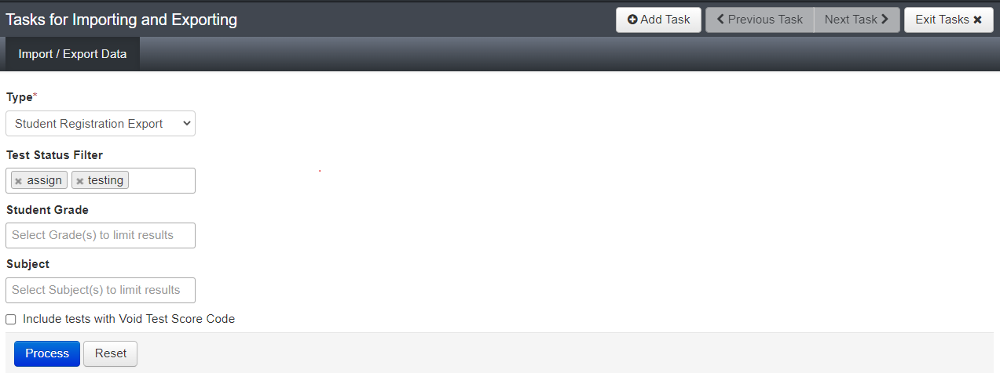 Tasks for Importing and Exporting
Add Task
Previous Task
Next Task
Exit Tasks
Import / Export Data
Type*
Student Registration Export
Test Status Filter
× assign × testing
Student Grade
Select Grade(s) to limit results
Subject
Select Subject(s) to limit results
Include tests with Void Test Score Code
Process
Reset